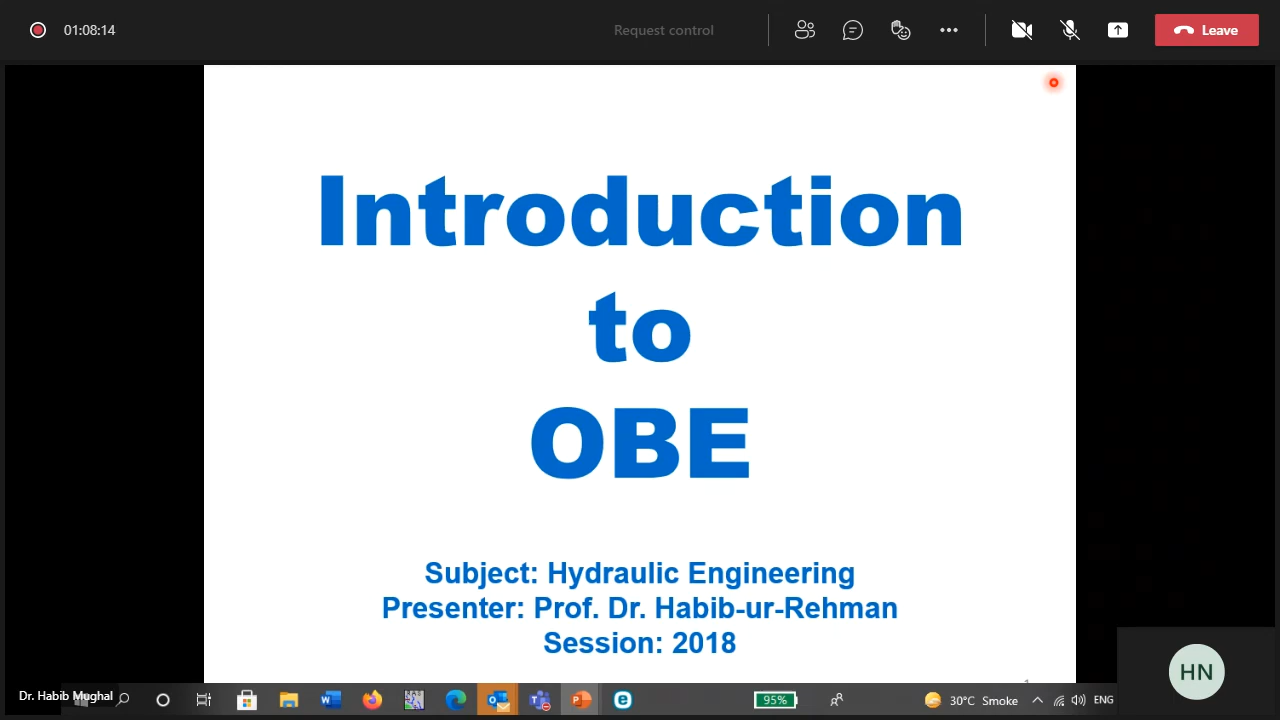 01:08:14
Request control
Leave
Introduction
to
OBE
Subject: Hydraulic Engineering
Presenter: Prof. Dr. Habib-ur-Rehman
Session: 2018
1
HN
Dr. Habib Mughal
95%
30°C Smoke
ENG